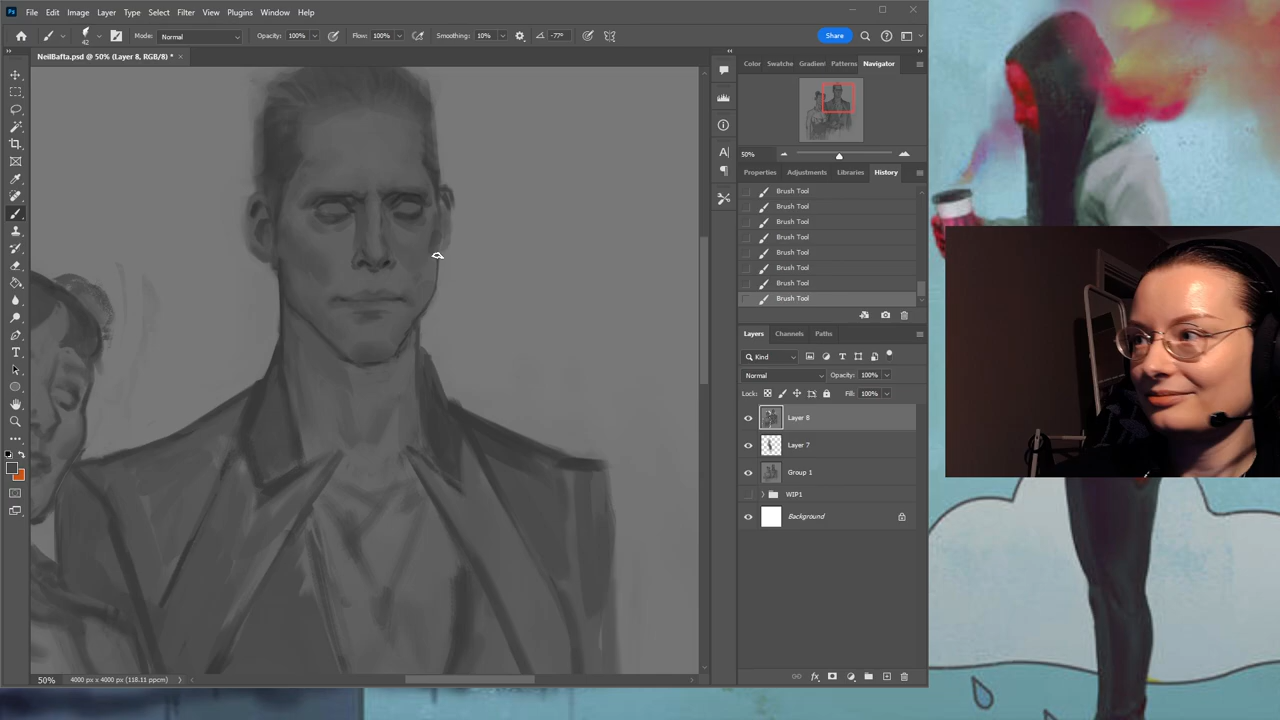 File Edit Image Layer Type Select Filter View Plugins Window Help
42 Mode: Normal Opacity: 100% Flow: 100% Smoothing: 10% -77° Share
NeilBafta.psd @ 50% (Layer 8, RGB/8) *
Color Swatche Gradien Patterns Navigator
50%
Properties Adjustments Libraries History
Brush Tool
Brush Tool
Brush Tool
Brush Tool
Brush Tool
Brush Tool
Brush Tool
Brush Tool
Layers Channels Paths
Kind
Normal Opacity: 100%
Lock: Fill: 100%
Layer 8
Layer 7
Group 1
WIP1
Background
50% 4000 px x 4000 px (118.11 ppcm)